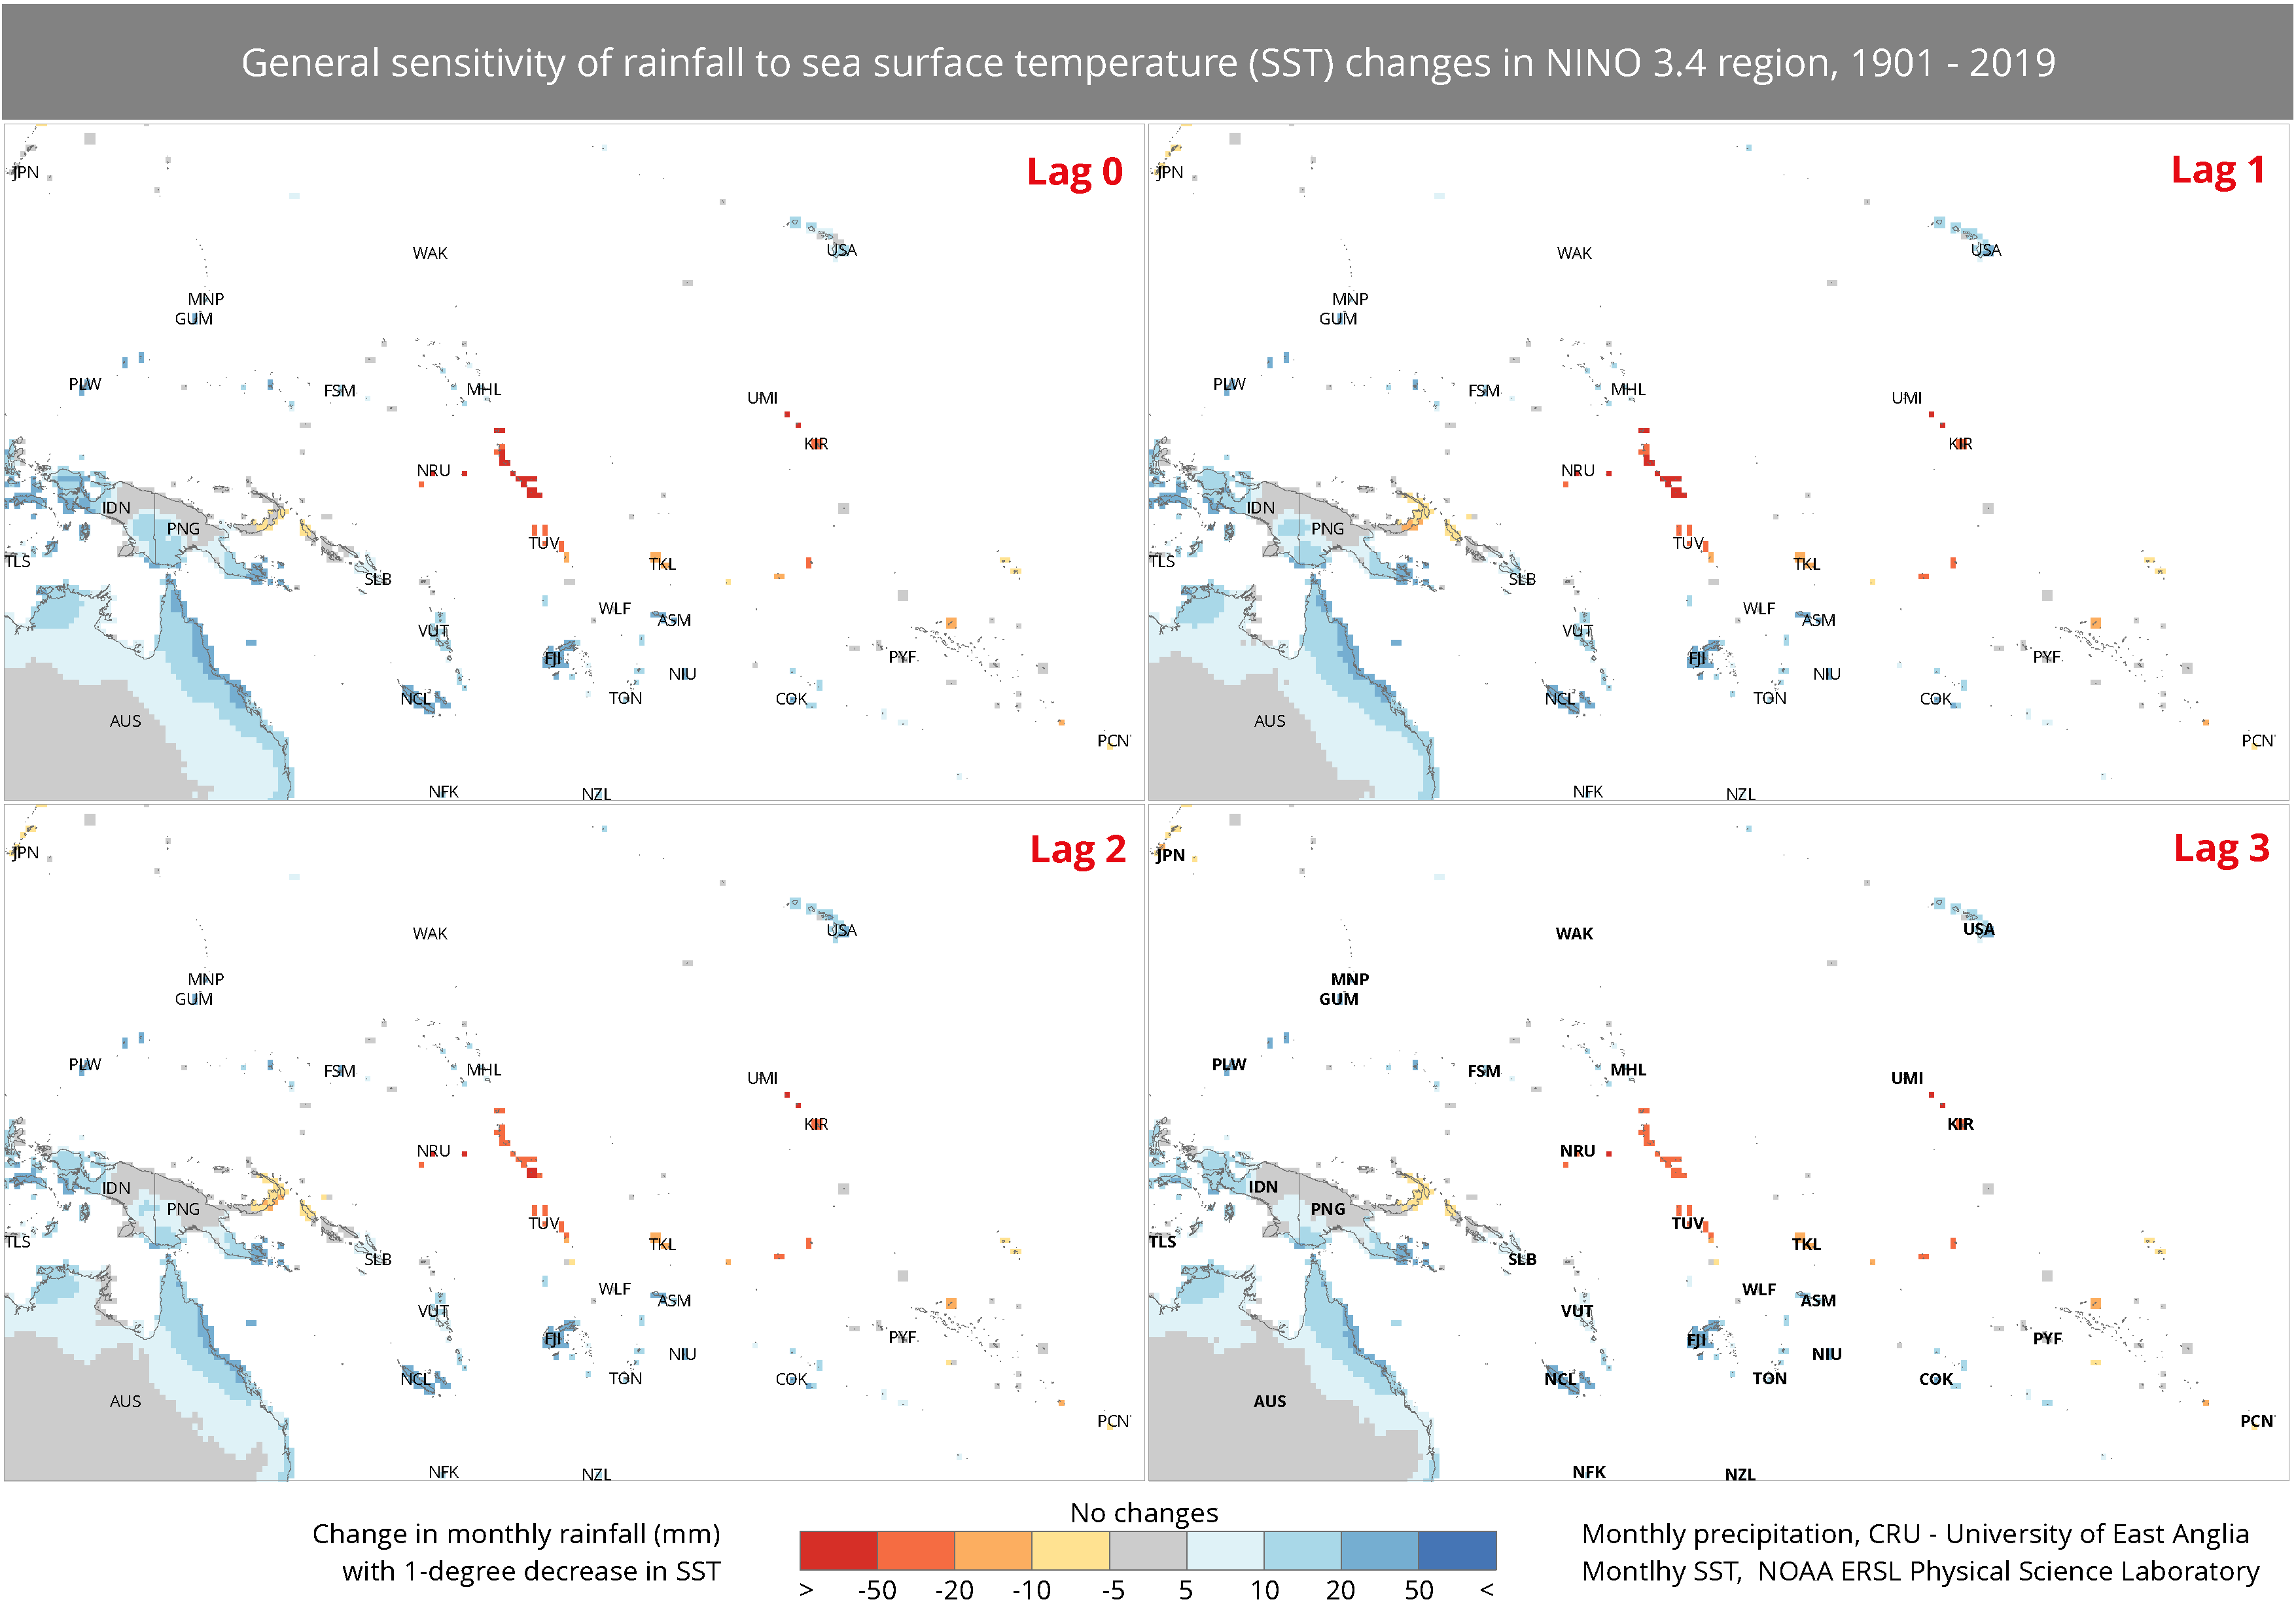 General sensitivity of rainfall to sea surface temperature (SST) changes in NINO 3.4 region, 1901 - 2019
Lag 0
JPN
WAK
USA
MNP
GUM
PLW
FSM
MHL
UMI
KIR
NRU
IDN
PNG
TUV
TLS
TKL
SLB
WLF
ASM
VUT
FJI
PYF
NIU
NCL
TON
COK
AUS
PCN
NFK
NZL
Lag 1
JPN
WAK
USA
MNP
GUM
PLW
FSM
MHL
UMI
KIR
NRU
IDN
PNG
TUV
TLS
TKL
SLB
WLF
ASM
VUT
FJI
PYF
NIU
NCL
TON
COK
AUS
PCN
NFK
NZL
Lag 2
JPN
WAK
USA
MNP
GUM
PLW
FSM
MHL
UMI
KIR
NRU
IDN
PNG
TUV
TLS
TKL
SLB
WLF
ASM
VUT
FJI
PYF
NIU
NCL
TON
COK
AUS
PCN
NFK
NZL
Lag 3
JPN
WAK
USA
MNP
GUM
PLW
FSM
MHL
UMI
KIR
NRU
IDN
PNG
TUV
TLS
TKL
SLB
WLF
ASM
VUT
FJI
PYF
NIU
NCL
TON
COK
AUS
PCN
NFK
NZL
Change in monthly rainfall (mm)
with 1-degree decrease in SST
No changes
> -50 -20 -10 -5 5 10 20 50 <
Monthly precipitation, CRU - University of East Anglia
Montlhy SST, NOAA ERSL Physical Science Laboratory